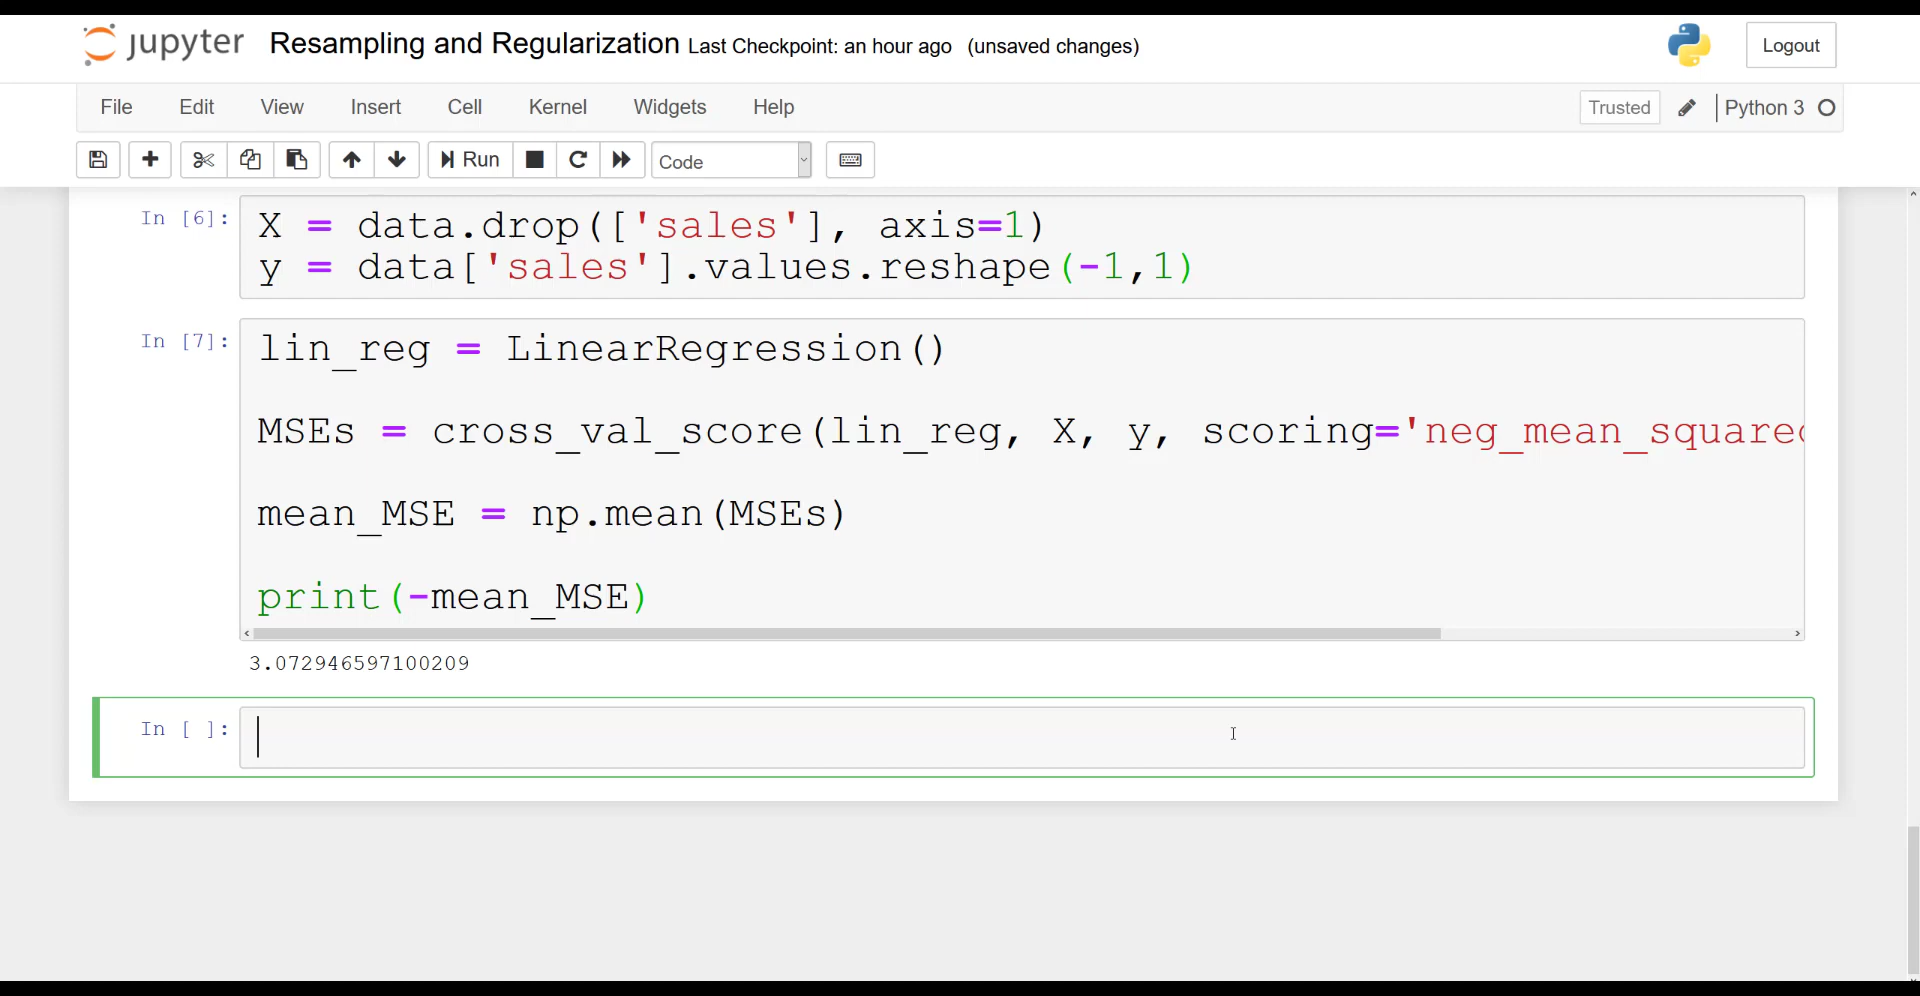 jupyter Resampling and Regularization Last Checkpoint: an hour ago (unsaved changes) Logout
File Edit View Insert Cell Kernel Widgets Help Trusted Python 3
Run Code
In [6]: X = data.drop(['sales'], axis=1)
y = data['sales'].values.reshape(-1,1)
In [7]: lin_reg = LinearRegression()
MSEs = cross_val_score(lin_reg, X, y, scoring='neg_mean_squared
mean_MSE = np.mean(MSEs)
print(-mean_MSE)
3.072946597100209
In [ ]: